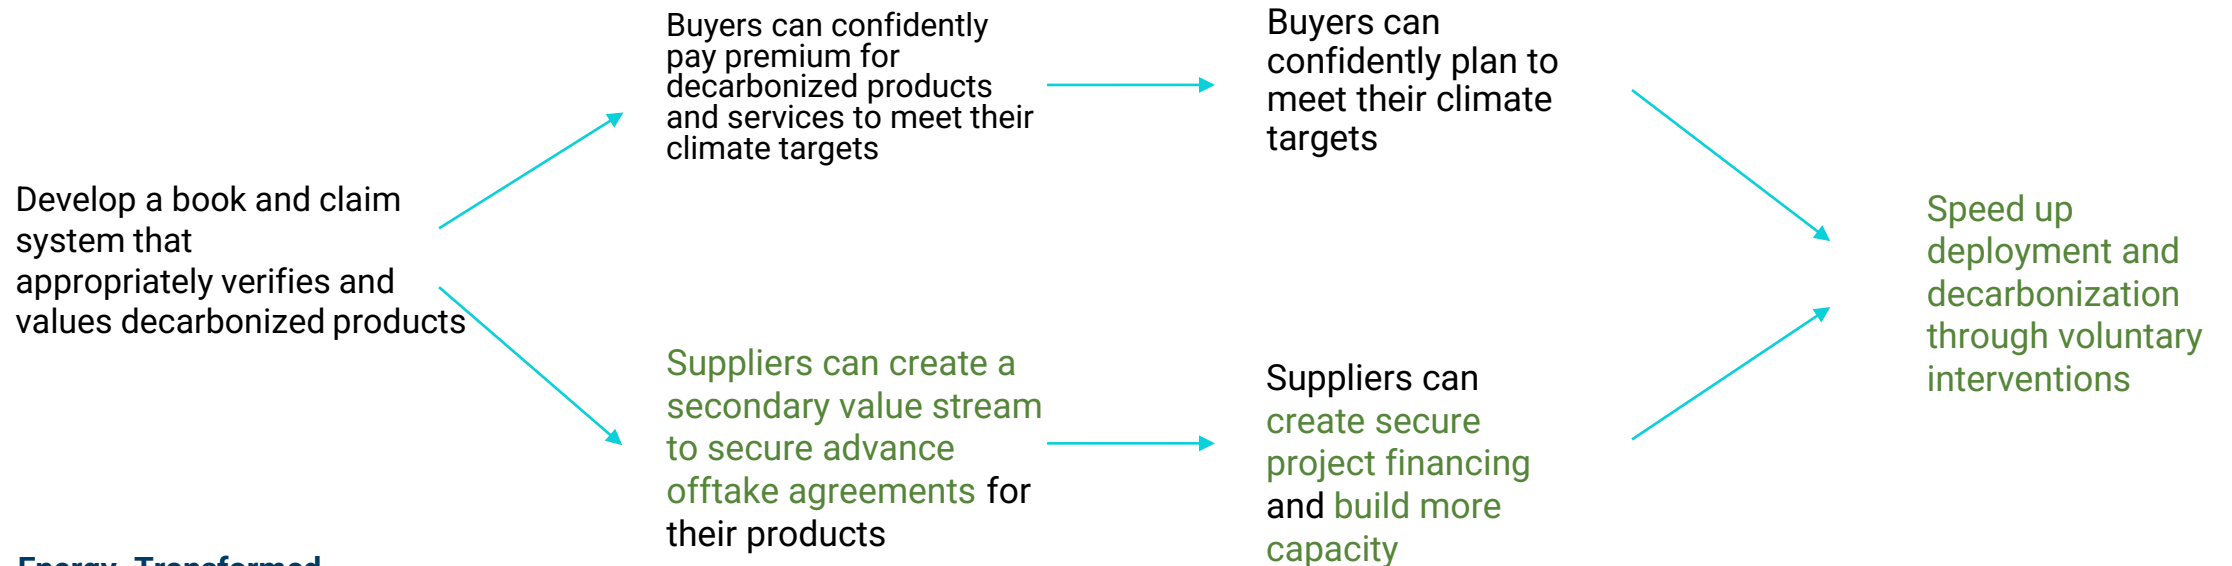 Develop a book and claim
system that
appropriately verifies and
values decarbonized products
Buyers can confidently
pay premium for
decarbonized products
and services to meet their
climate targets
Buyers can
confidently plan to
meet their climate
targets
Suppliers can create a
secondary value stream
to secure advance
offtake agreements for
their products
Suppliers can
create secure
project financing
and build more
capacity
Speed up
deployment and
decarbonization
through voluntary
interventions
Energy. Transformed.